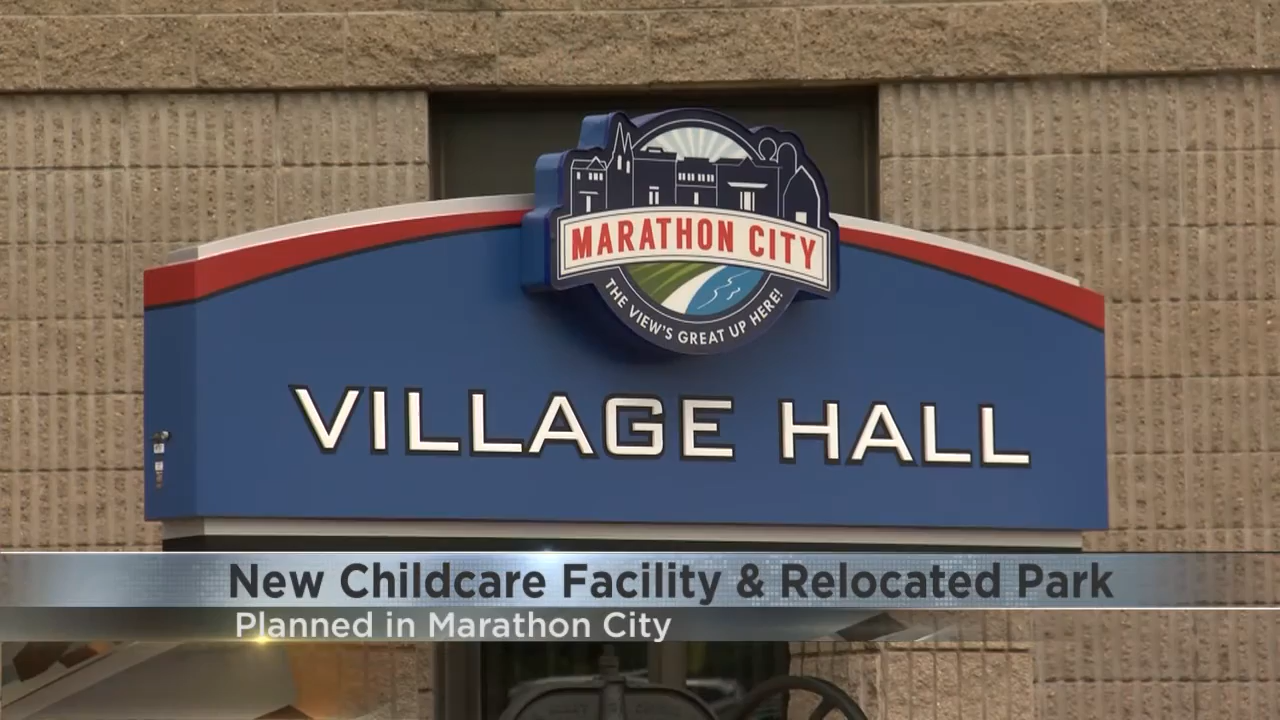 MARATHON CITY
THE VIEW'S GREAT UP HERE!
VILLAGE HALL
New Childcare Facility & Relocated Park
Planned in Marathon City